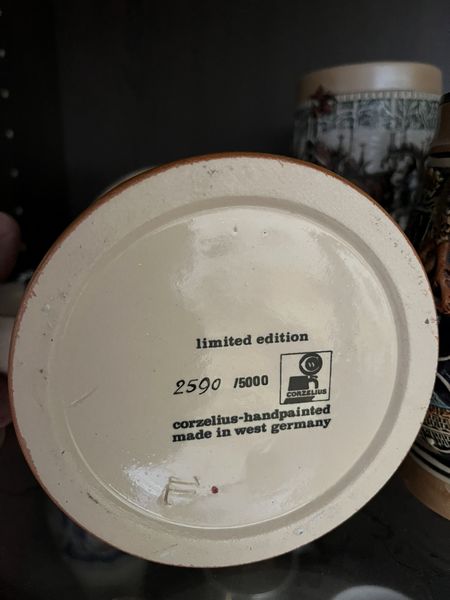 limited edition
2590 /5000
CORZELIUS
corzelius-handpainted
made in west germany
E